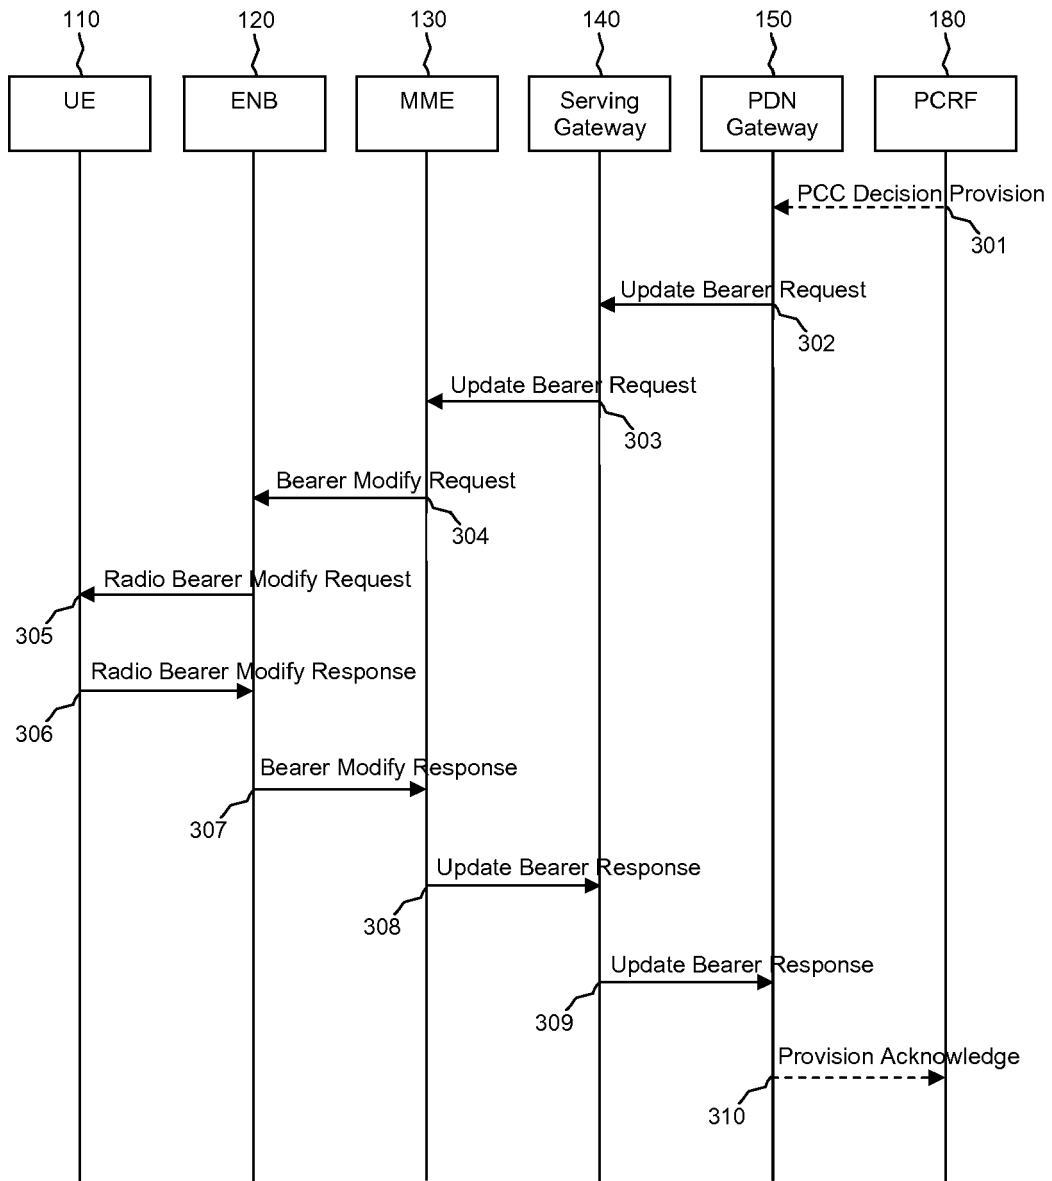 110 120 130 140 150 180
UE ENB MME Serving Gateway PDN Gateway PCRF
PCC Decision Provision
301
Update Bearer Request
302
Update Bearer Request
303
Bearer Modify Request
304
Radio Bearer Modify Request
305
Radio Bearer Modify Response
306
Bearer Modify Response
307
Update Bearer Response
308
Update Bearer Response
309
Provision Acknowledge
310